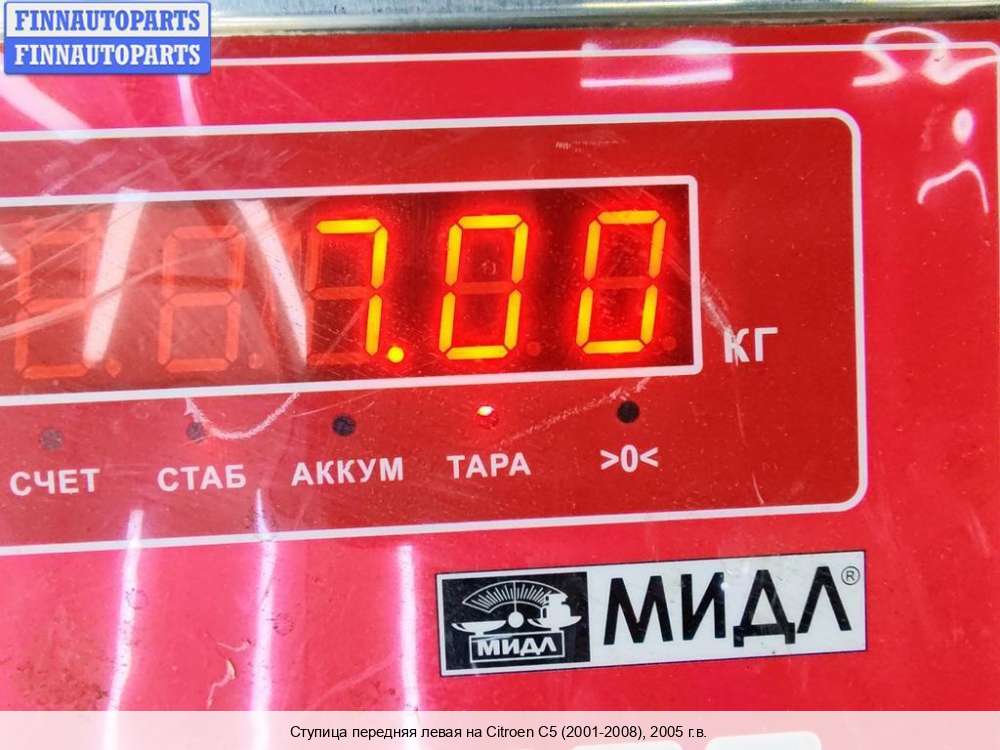 FINNAUTOPARTS
FINNAUTOPARTS
7.00
КГ
СЧЕТ СТАБ АККУМ ТАРА >0<
МИДЛ МИДЛ®
Ступица передняя левая на Citroen C5 (2001-2008), 2005 г.в.